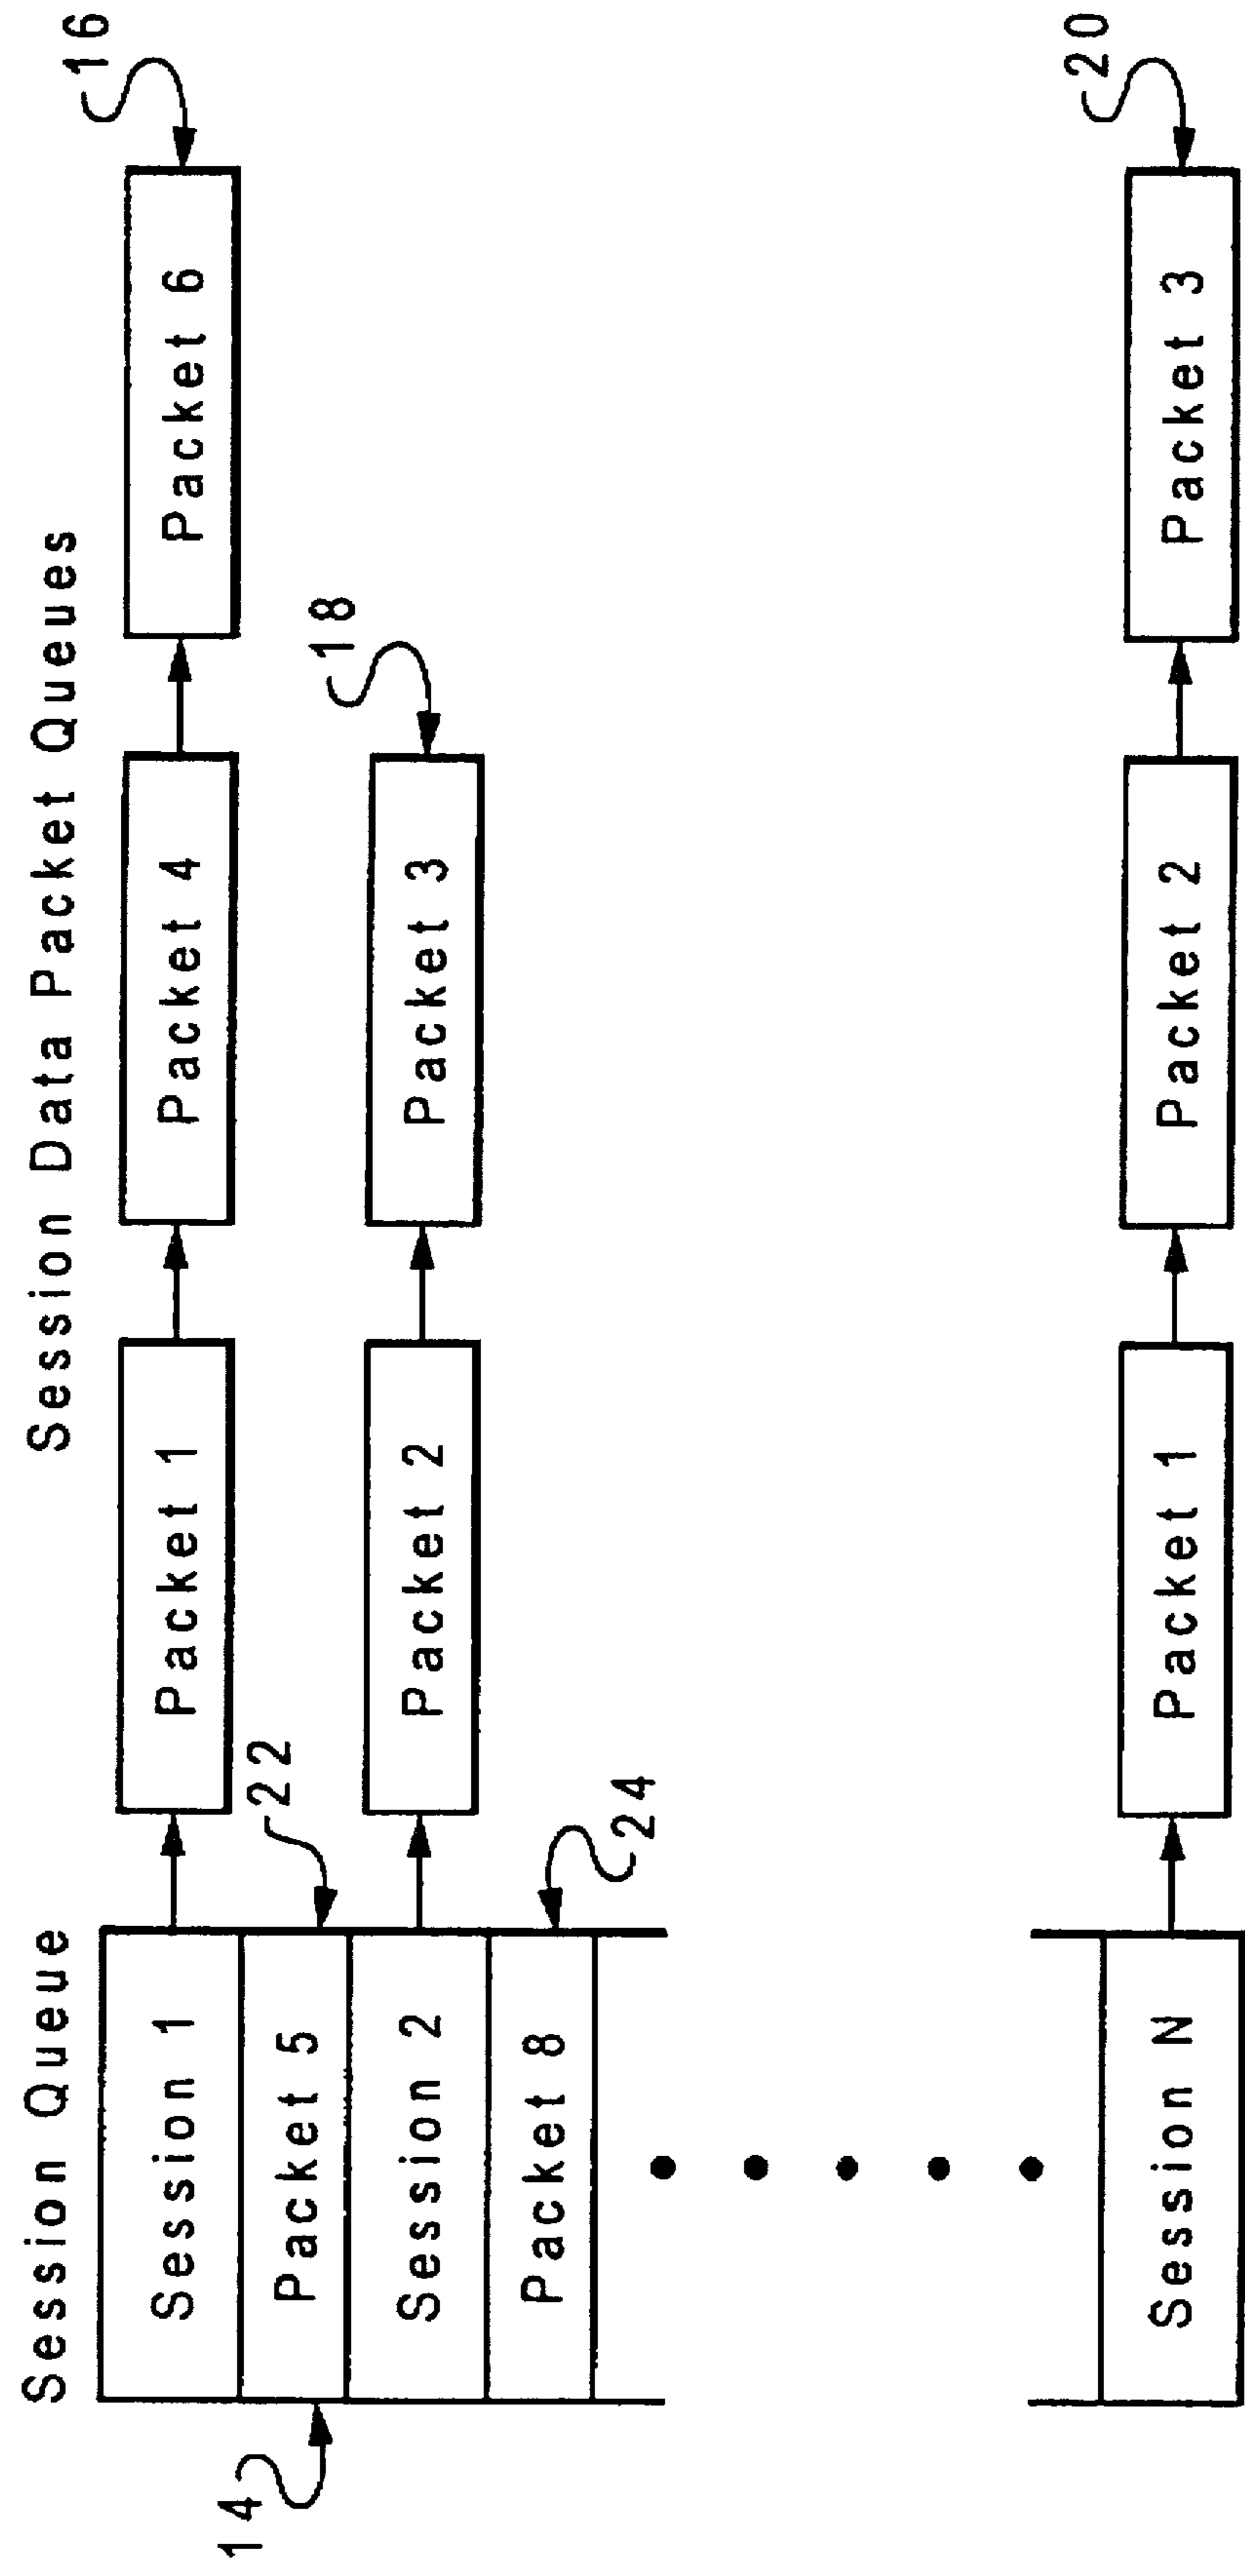 Session Queue
Session Data Packet Queues
16
Session 1
Packet 1
Packet 4
Packet 6
14
22
Packet 5
18
Session 2
Packet 2
Packet 3
Packet 8
24
20
Session N
Packet 1
Packet 2
Packet 3